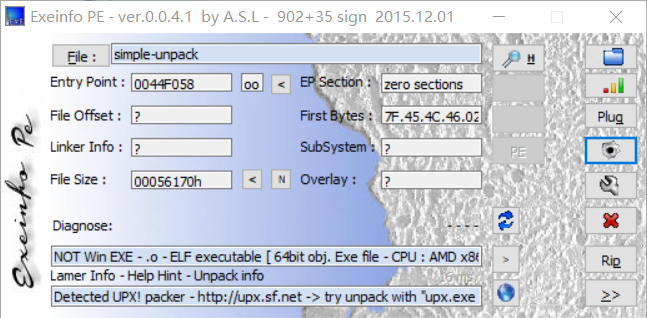 Exeinfo PE - ver.0.0.4.1 by A.S.L - 902+35 sign 2015.12.01
Exeinfo Pe
File : simple-unpack H
Entry Point : 0044F058 oo < EP Section : zero sections
File Offset : ? First Bytes : 7F.45.4C.46.02 Plug
Linker Info : ? SubSystem : ? PE
File Size : 00056170h < N Overlay : ?
Diagnose: - - - -
NOT Win EXE - .o - ELF executable [ 64bit obj. Exe file - CPU : AMD x86 > Rip
Lamer Info - Help Hint - Unpack info
Detected UPX! packer - http://upx.sf.net -> try unpack with "upx.exe >>